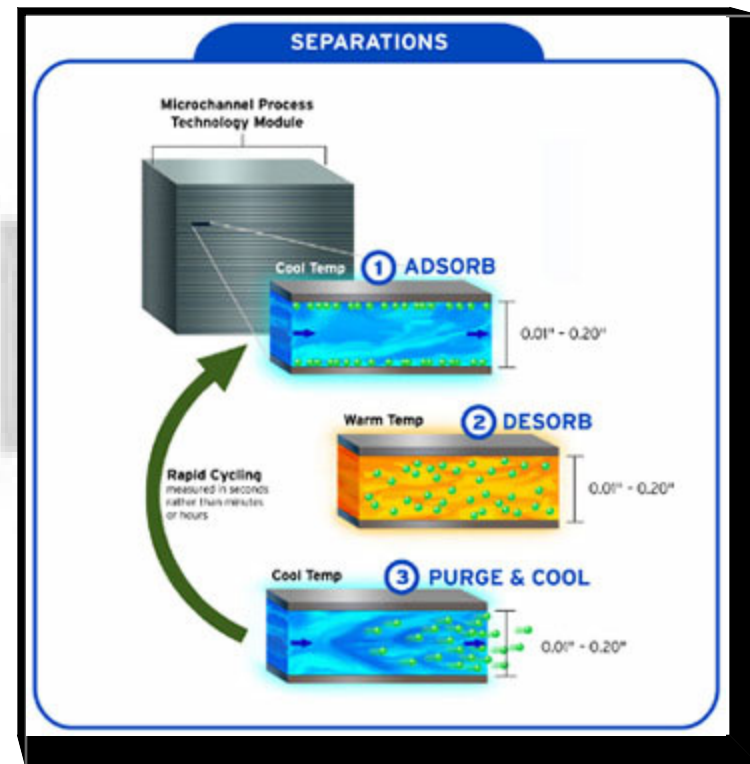 SEPARATIONS
Microchannel Process
Technology Module
Cool Temp
1 ADSORB
0.01" - 0.20"
Warm Temp
2 DESORB
0.01" - 0.20"
Rapid Cycling
measured in seconds
rather than minutes
or hours
Cool Temp
3 PURGE & COOL
0.01" - 0.20"